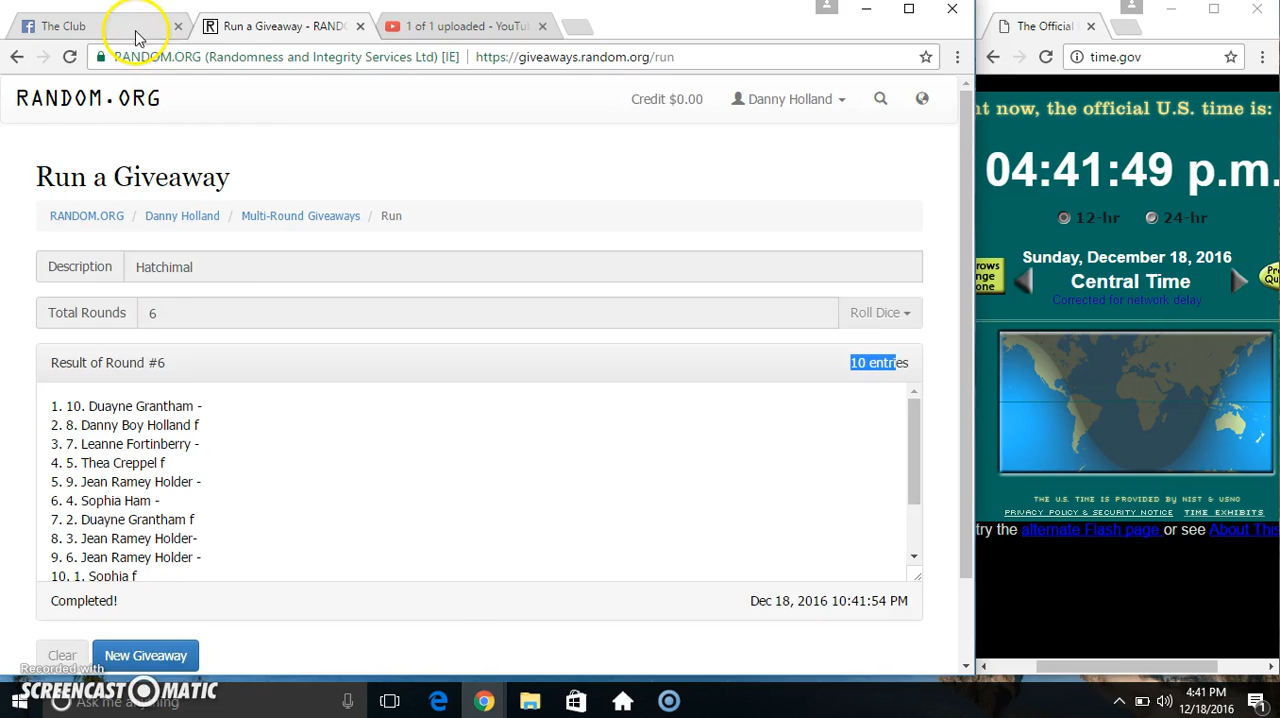 The Club
Run a Giveaway - RAND
1 of 1 uploaded - YouTu
The Official
RANDOM.ORG (Randomness and Integrity Services Ltd) [IE]
https://giveaways.random.org/run
time.gov
RANDOM.ORG
Credit $0.00
Danny Holland
Run a Giveaway
RANDOM.ORG / Danny Holland / Multi-Round Giveaways / Run
Description Hatchimal
Total Rounds 6 Roll Dice
Result of Round #6 10 entries
1. 10. Duayne Grantham -
2. 8. Danny Boy Holland f
3. 7. Leanne Fortinberry -
4. 5. Thea Creppel f
5. 9. Jean Ramey Holder -
6. 4. Sophia Ham -
7. 2. Duayne Grantham f
8. 3. Jean Ramey Holder-
9. 6. Jean Ramey Holder -
10. 1. Sophia f
Completed! Dec 18, 2016 10:41:54 PM
Clear New Giveaway
Recorded with
SCREENCAST-O-MATIC
Ask me anything
ht now, the official U.S. time is:
04:41:49 p.m.
12-hr 24-hr
Sunday, December 18, 2016
Central Time
Corrected for network delay
rows
nge
one
THE U.S. TIME IS PROVIDED BY NIST & USNO
PRIVACY POLICY & SECURITY NOTICE TIME EXHIBITS
try the alternate Flash page or see About This
4:41 PM
12/18/2016